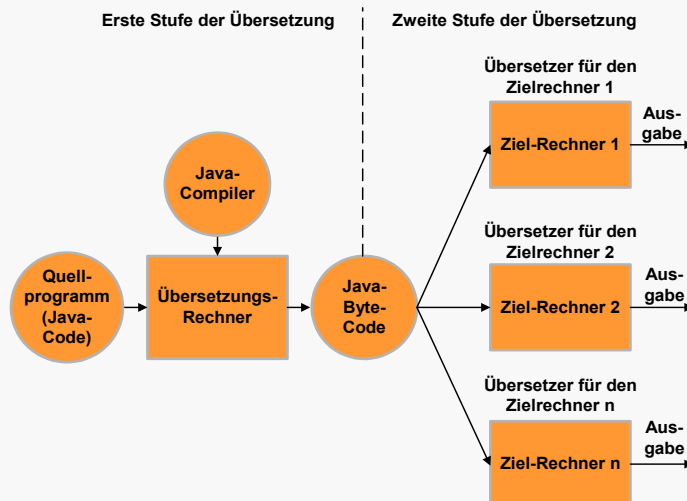 Erste Stufe der Übersetzung
Zweite Stufe der Übersetzung
Java-
Compiler
Quell-
programm
(Java-
Code)
Übersetzungs-
Rechner
Java-
Byte-
Code
Übersetzer für den
Zielrechner 1
Ziel-Rechner 1
Aus-
gabe
Übersetzer für den
Zielrechner 2
Ziel-Rechner 2
Aus-
gabe
Übersetzer für den
Zielrechner n
Ziel-Rechner n
Aus-
gabe